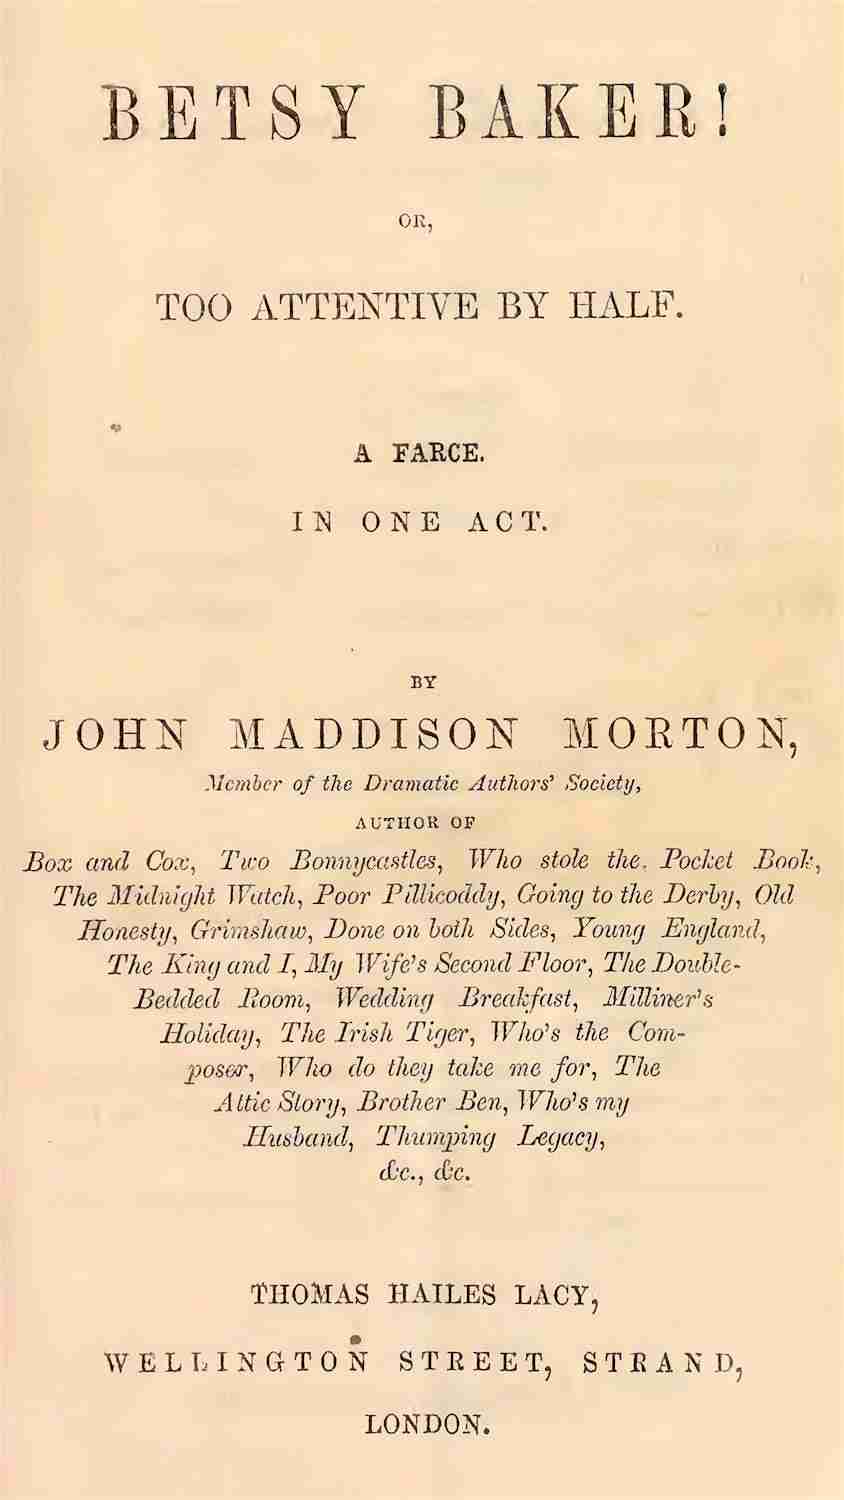 BETSY BAKER!
OR,
TOO ATTENTIVE BY HALF.
A FARCE.
IN ONE ACT.
BY
JOHN MADDISON MORTON,
Member of the Dramatic Authors' Society,
AUTHOR OF
Box and Cox, Two Bonnycastles, Who stole the. Pocket Book,
The Midnight Watch, Poor Pillicoddy, Going to the Derby, Old
Honesty, Grimshaw, Done on both Sides, Young England,
The King and I, My Wife's Second Floor, The Double-
Bedded Room, Wedding Breakfast, Milliner's
Holiday, The Irish Tiger, Who's the Com-
poser, Who do they take me for, The
Attic Story, Brother Ben, Who's my
Husband, Thumping Legacy,
&c., &c.
THOMAS HAILES LACY,
WELLINGTON STREET, STRAND,
LONDON.